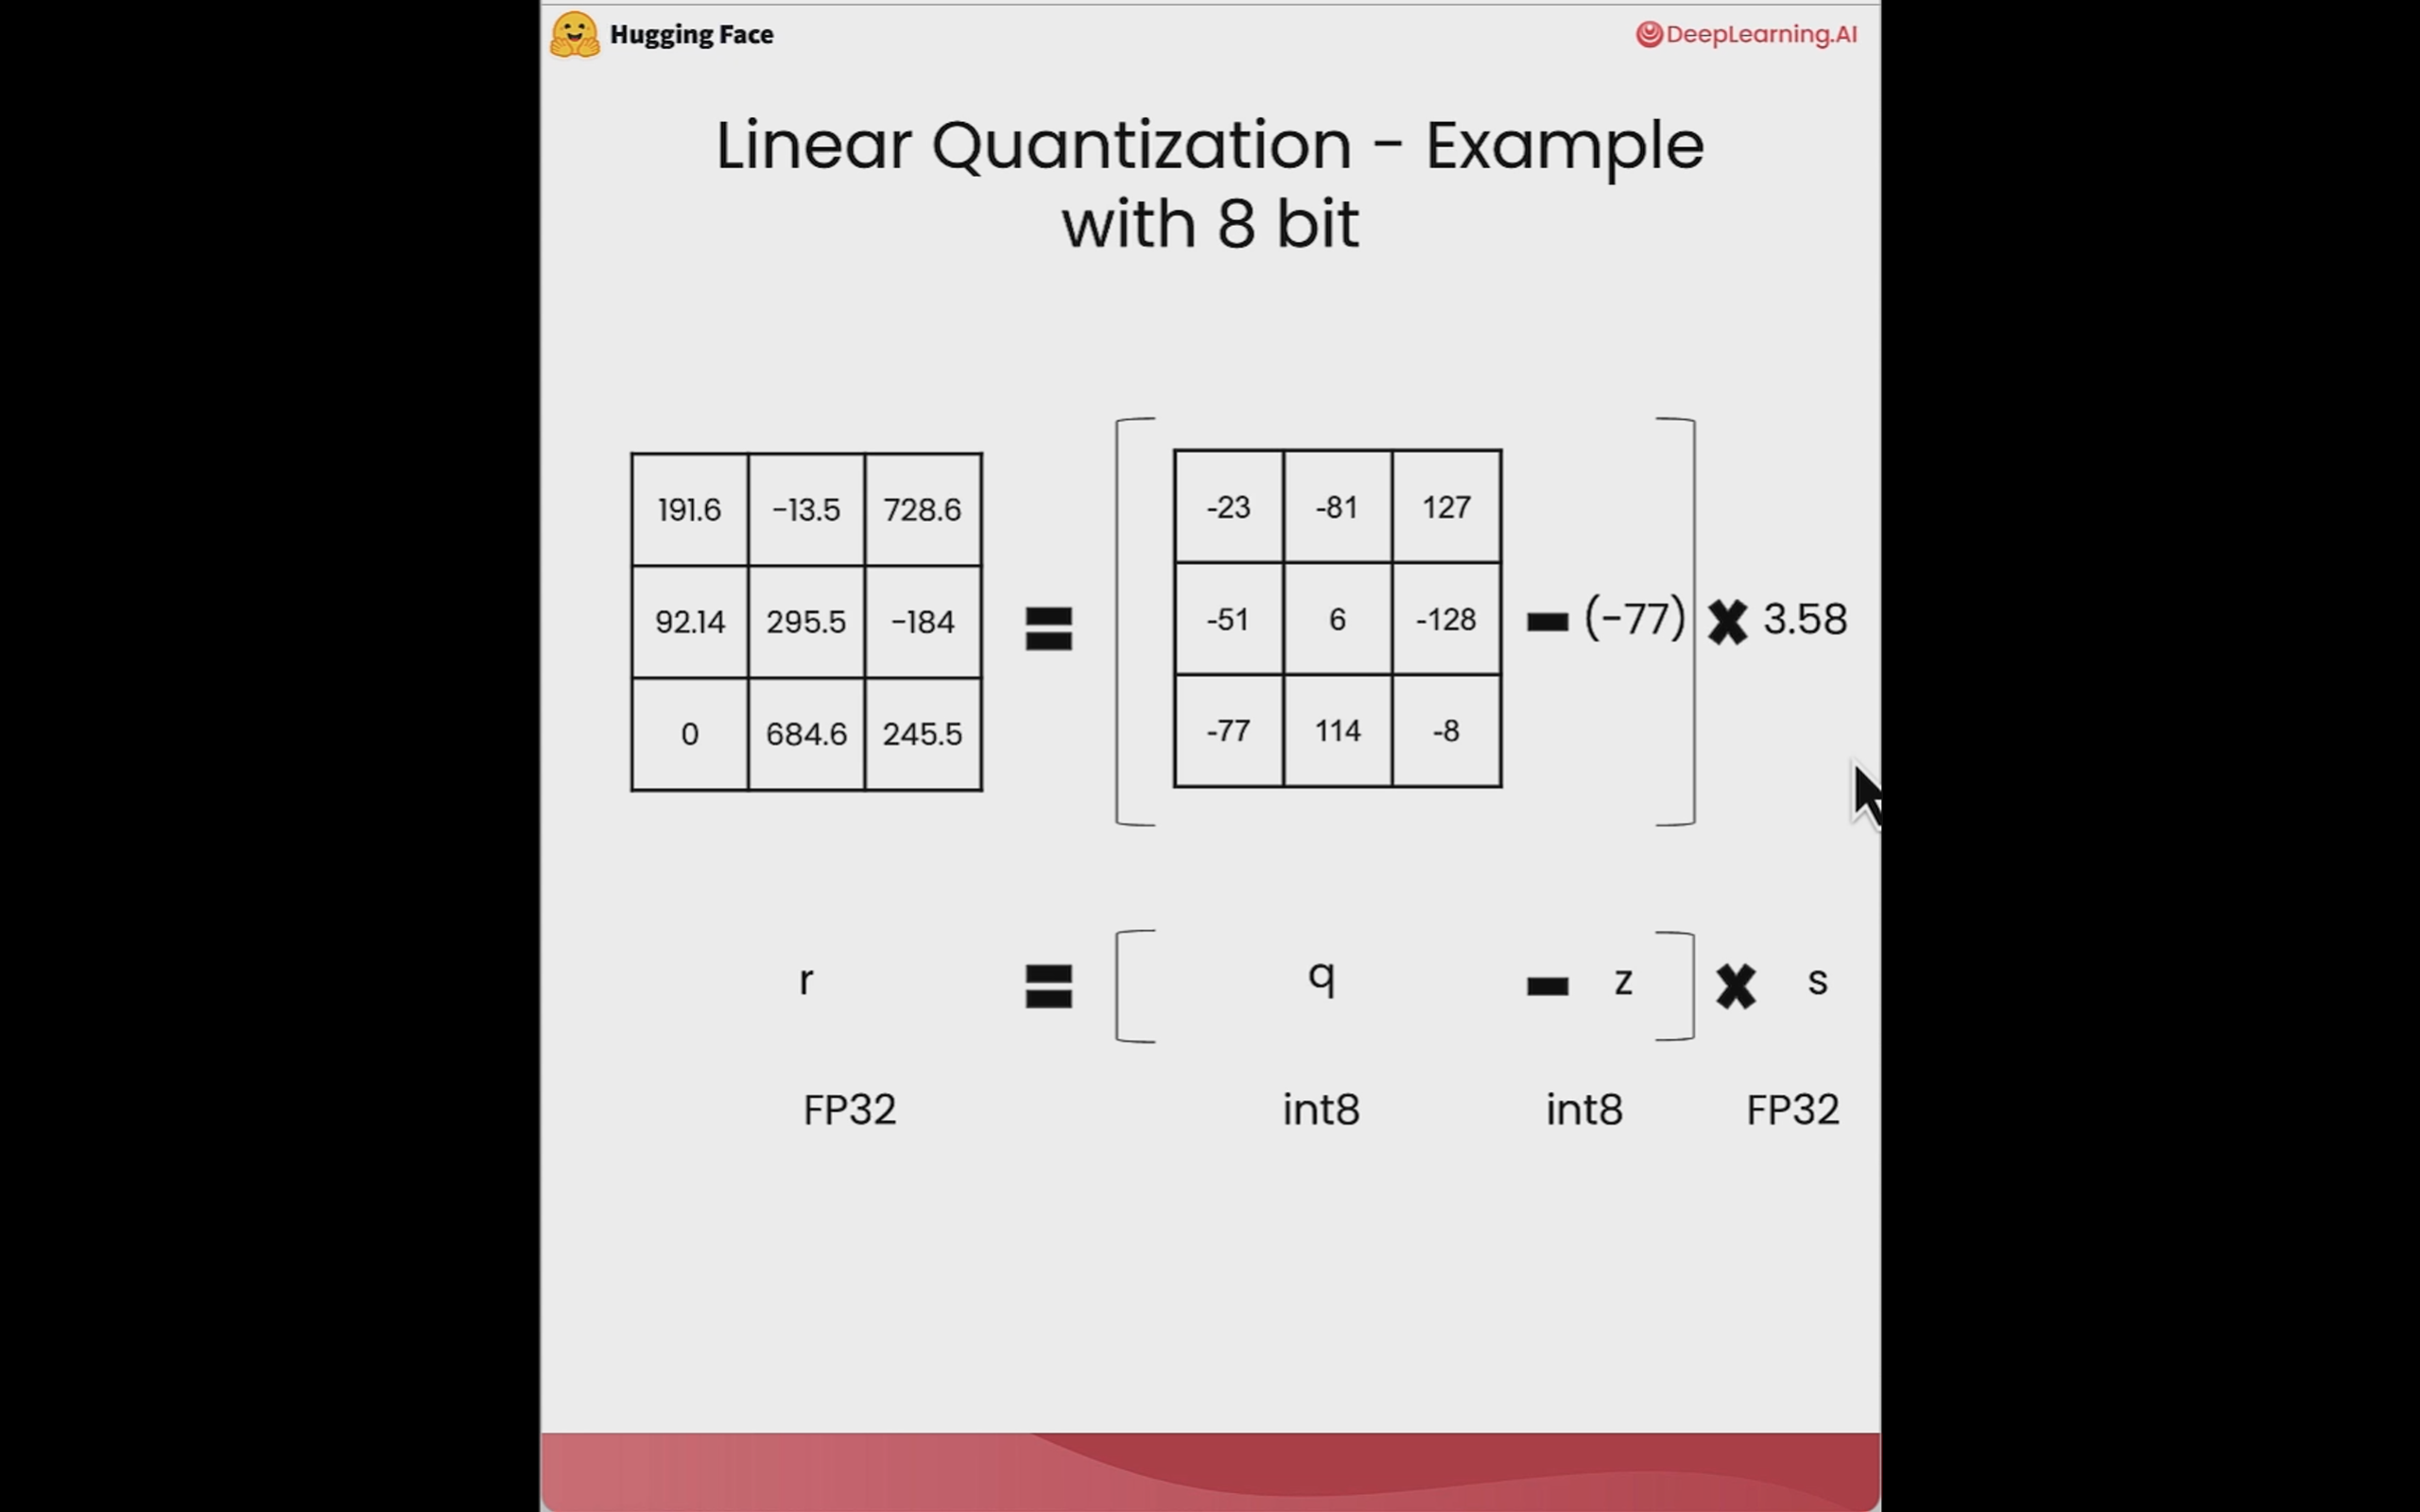 Hugging Face
DeepLearning.AI
Linear Quantization - Example
with 8 bit
191.6 -13.5 728.6
92.14 295.5 -184
0 684.6 245.5
=
-23 -81 127
-51 6 -128
-77 114 -8
- (-77) × 3.58
r = [ q - z ] × s
FP32 int8 int8 FP32